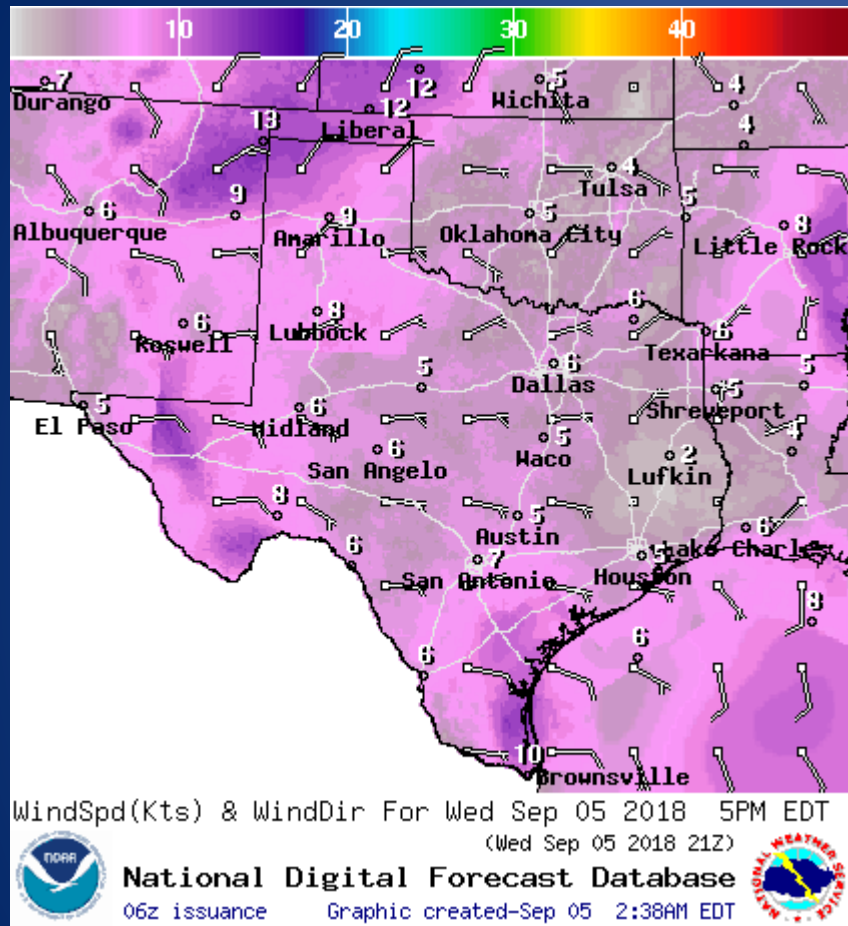 10 20 30 40
7 12 5 4
Durango 12 Wichita
13 Liberal 4
4
Tulsa
6 9 9 5 5 8
Albuquerque Amarillo Oklahoma City Little Rock
6 8 6
Roswell Lubbock 6
Texarkana
5 6
Dallas 5
5 6 Shreveport
El Paso Midland 5 4
6 Waco 2
San Angelo Lufkin
8 5 6
Austin Lake Charles
6 7 5
San Antonio Houston
8
6 6
10
Brownsville
WindSpd(Kts) & WindDir For Wed Sep 05 2018 5PM EDT
(Wed Sep 05 2018 21Z)
NOAA
National Digital Forecast Database
06z issuance Graphic created-Sep 05 2:38AM EDT
NATIONAL WEATHER SERVICE